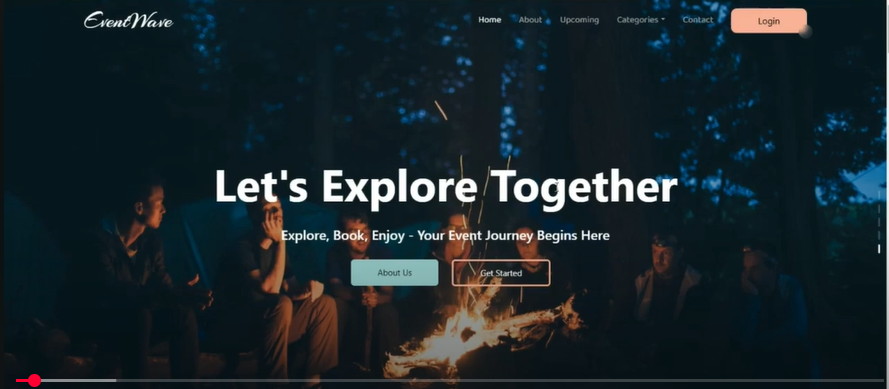 EventWave
Home About Upcoming Categories Contact Login
Let's Explore Together
Explore, Book, Enjoy - Your Event Journey Begins Here
About Us Get Started